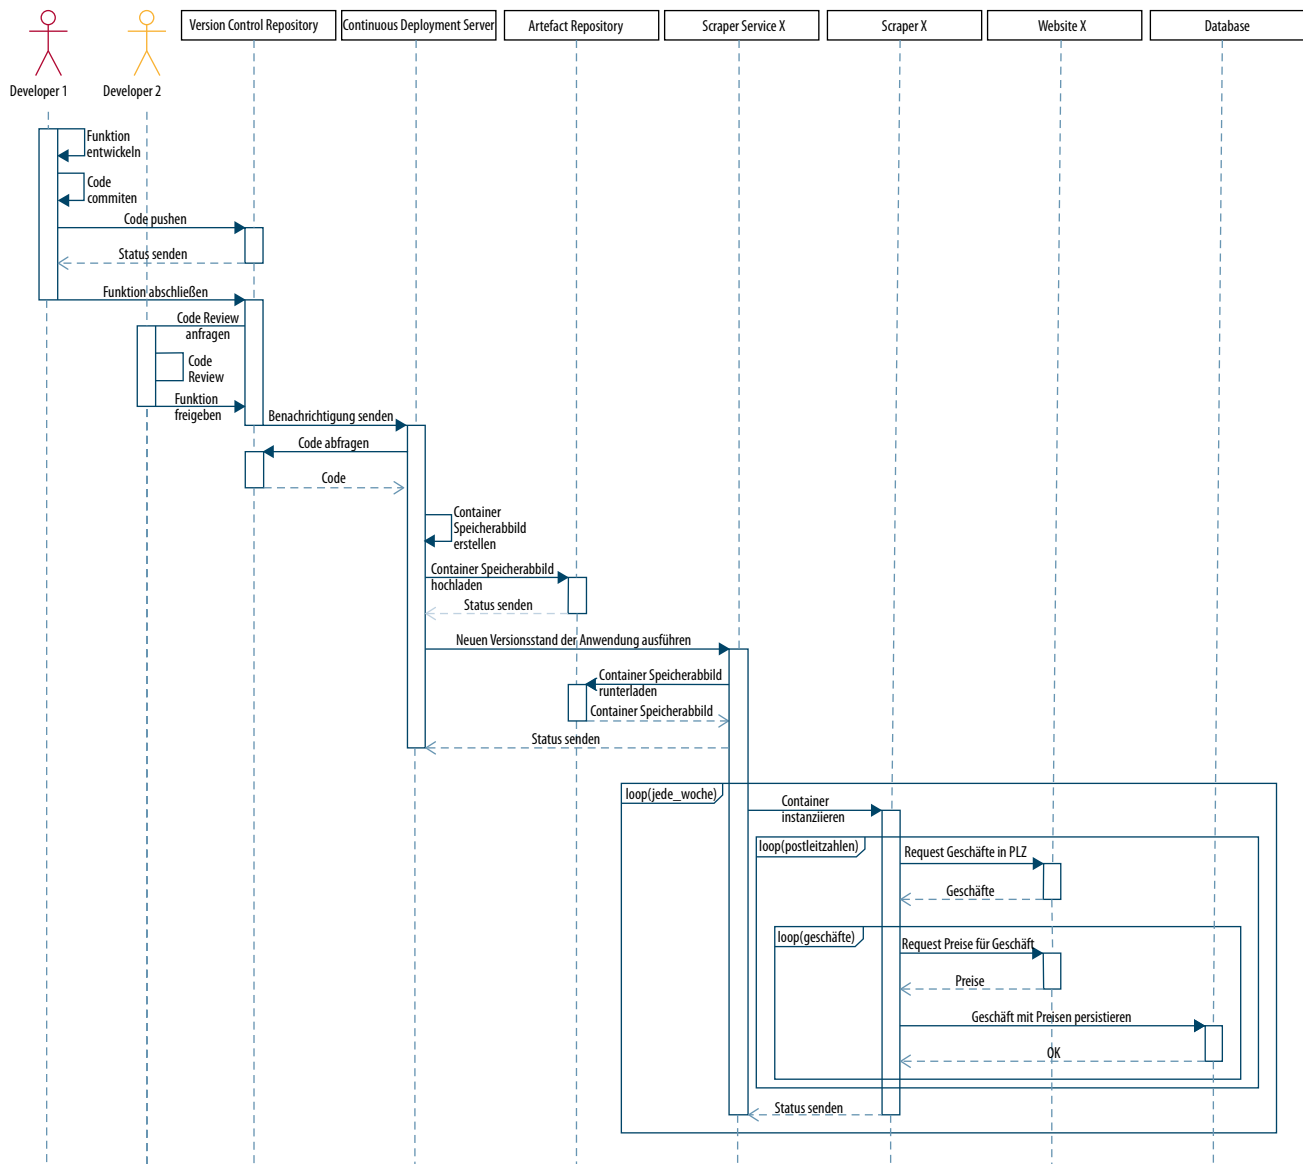 Version Control Repository
Continuous Deployment Server
Artefact Repository
Scraper Service X
Scraper X
Website X
Database
Developer 1
Developer 2
Funktion
entwickeln
Code
commiten
Code pushen
Status senden
Funktion abschließen
Code Review
anfragen
Code
Review
Funktion
freigeben
Benachrichtigung senden
Code abfragen
Code
Container
Speicherabbild
erstellen
Container Speicherabbild
hochladen
Status senden
Neuen Versionsstand der Anwendung ausführen
Container Speicherabbild
runterladen
Container Speicherabbild
Status senden
loop(jede_woche)
Container
instanziieren
loop(postleitzahlen)
Request Geschäfte in PLZ
Geschäfte
loop(geschäfte)
Request Preise für Geschäft
Preise
Geschäft mit Preisen persistieren
OK
Status senden